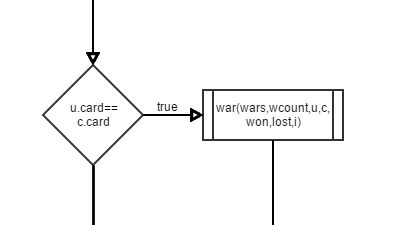 u.card==
c.card
true
war(wars,wcount,u,c,
won,lost,i)